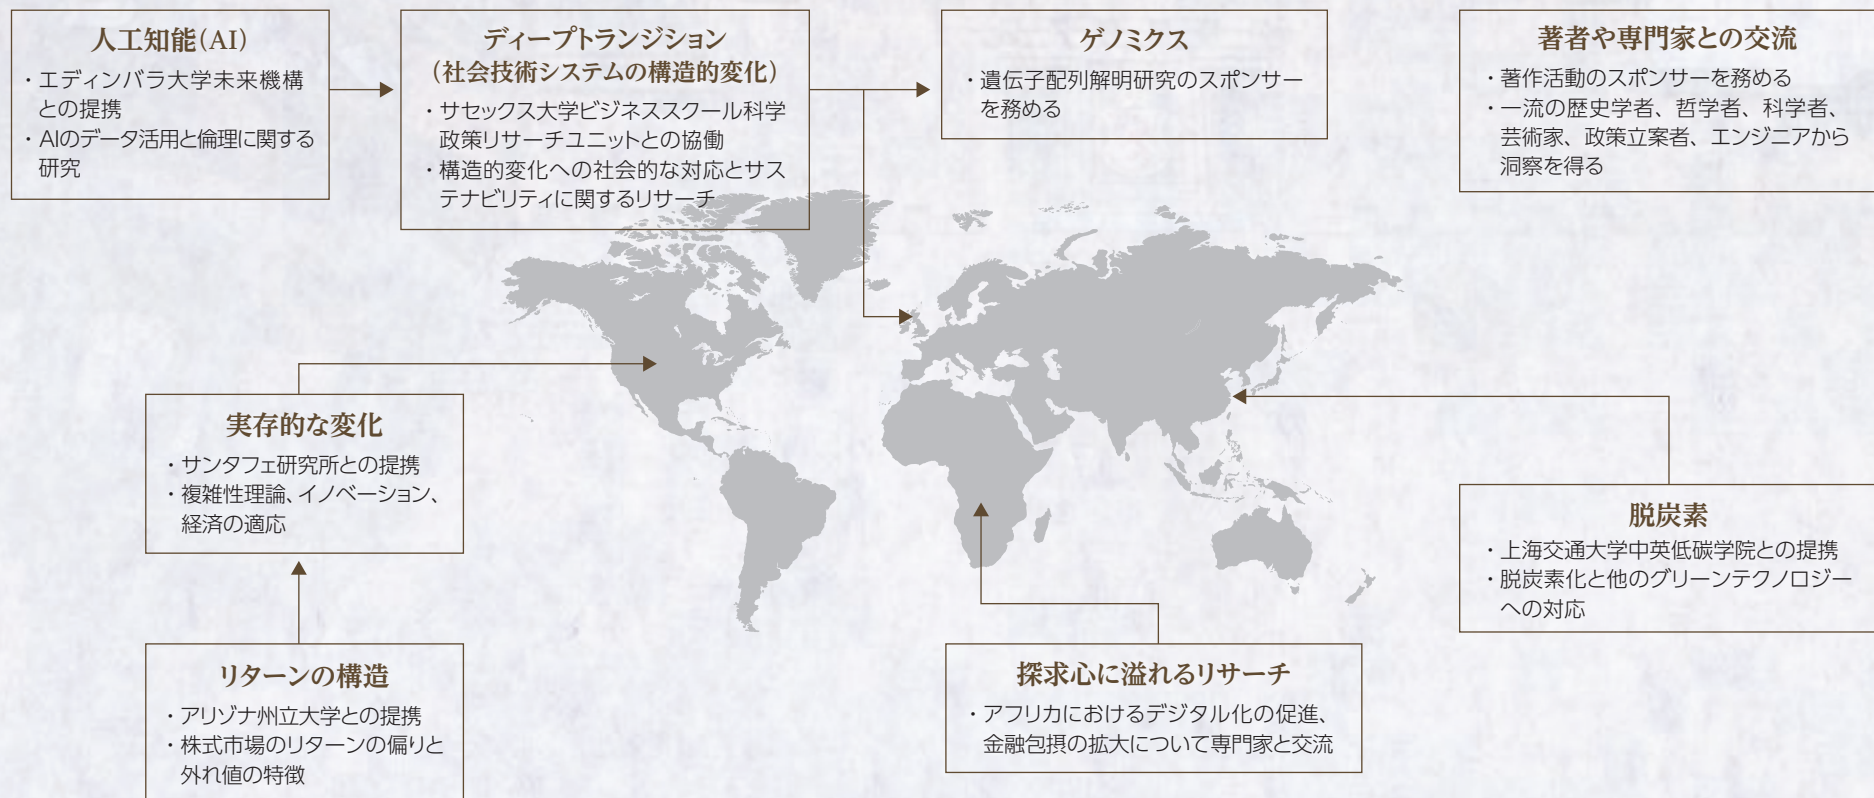 人工知能(AI)
・エディンバラ大学未来機構
との提携
・AIのデータ活用と倫理に関する
研究
ディープトランジション
(社会技術システムの構造的変化)
・サセックス大学ビジネススクール科学
政策リサーチユニットとの協働
・構造的変化への社会的な対応とサス
テナビリティに関するリサーチ
ゲノミクス
・遺伝子配列解明研究のスポンサー
を務める
著者や専門家との交流
・著作活動のスポンサーを務める
・一流の歴史学者、哲学者、科学者、
芸術家、政策立案者、エンジニアから
洞察を得る
実存的な変化
・サンタフェ研究所との提携
・複雑性理論、イノベーション、
経済の適応
脱炭素
・上海交通大学中英低碳学院との提携
・脱炭素化と他のグリーンテクノロジー
への対応
リターンの構造
・アリゾナ州立大学との提携
・株式市場のリターンの偏りと
外れ値の特徴
探求心に溢れるリサーチ
・アフリカにおけるデジタル化の促進、
金融包摂の拡大について専門家と交流